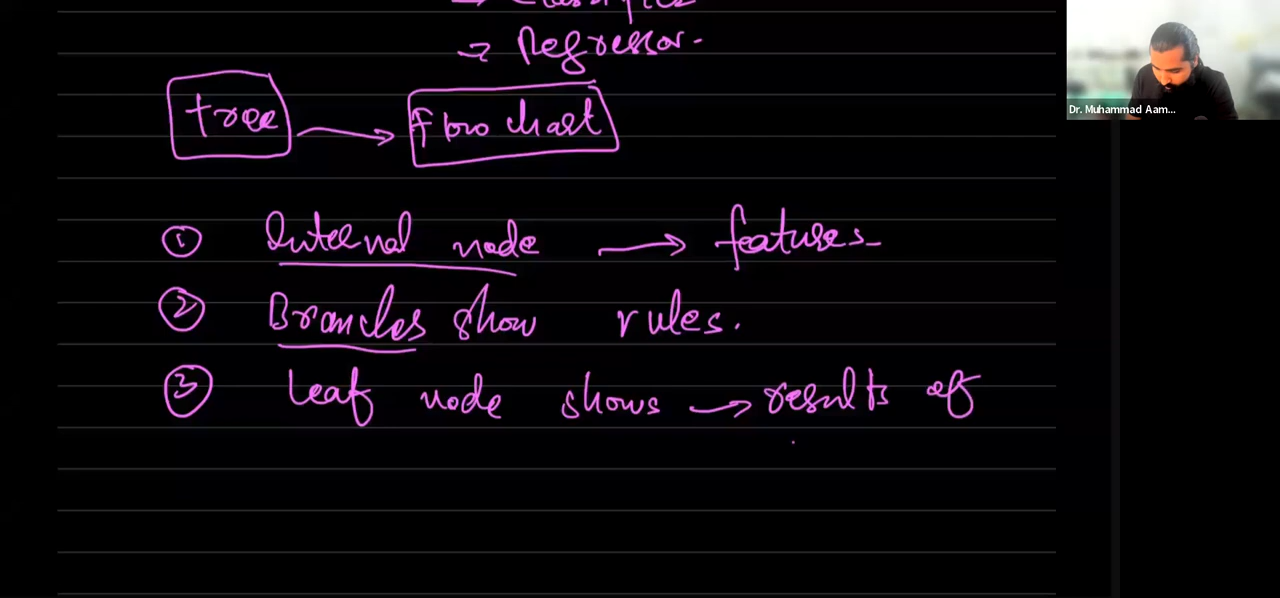 → Classifier
→ Regressor.
Dr. Muhammad Aam...
tree → flow chart
① Internal node → features
② Branches show rules.
③ leaf node shows → results of